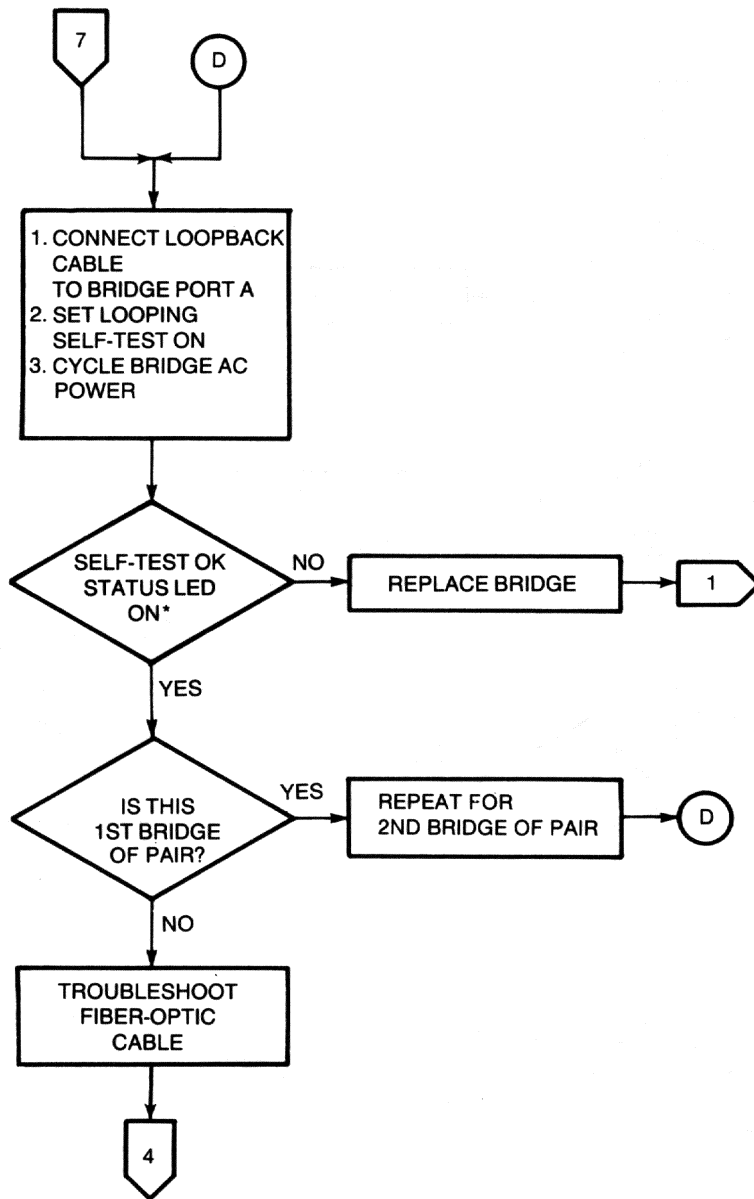 7
D
1. CONNECT LOOPBACK
CABLE
TO BRIDGE PORT A
2. SET LOOPING
SELF-TEST ON
3. CYCLE BRIDGE AC
POWER
SELF-TEST OK
STATUS LED
ON*
NO
REPLACE BRIDGE
1
YES
IS THIS
1ST BRIDGE
OF PAIR?
YES
REPEAT FOR
2ND BRIDGE OF PAIR
D
NO
TROUBLESHOOT
FIBER-OPTIC
CABLE
4